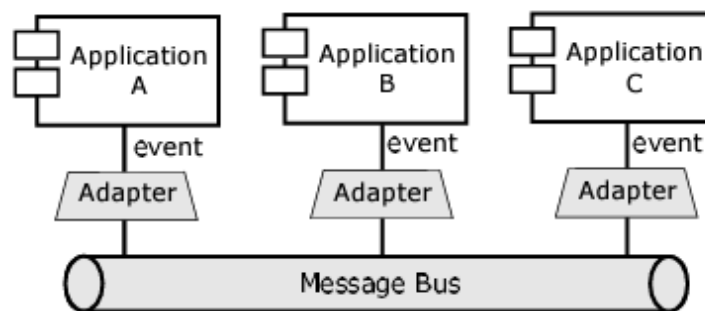 Application
A
Application
B
Application
C
event
event
event
Adapter
Adapter
Adapter
Message Bus